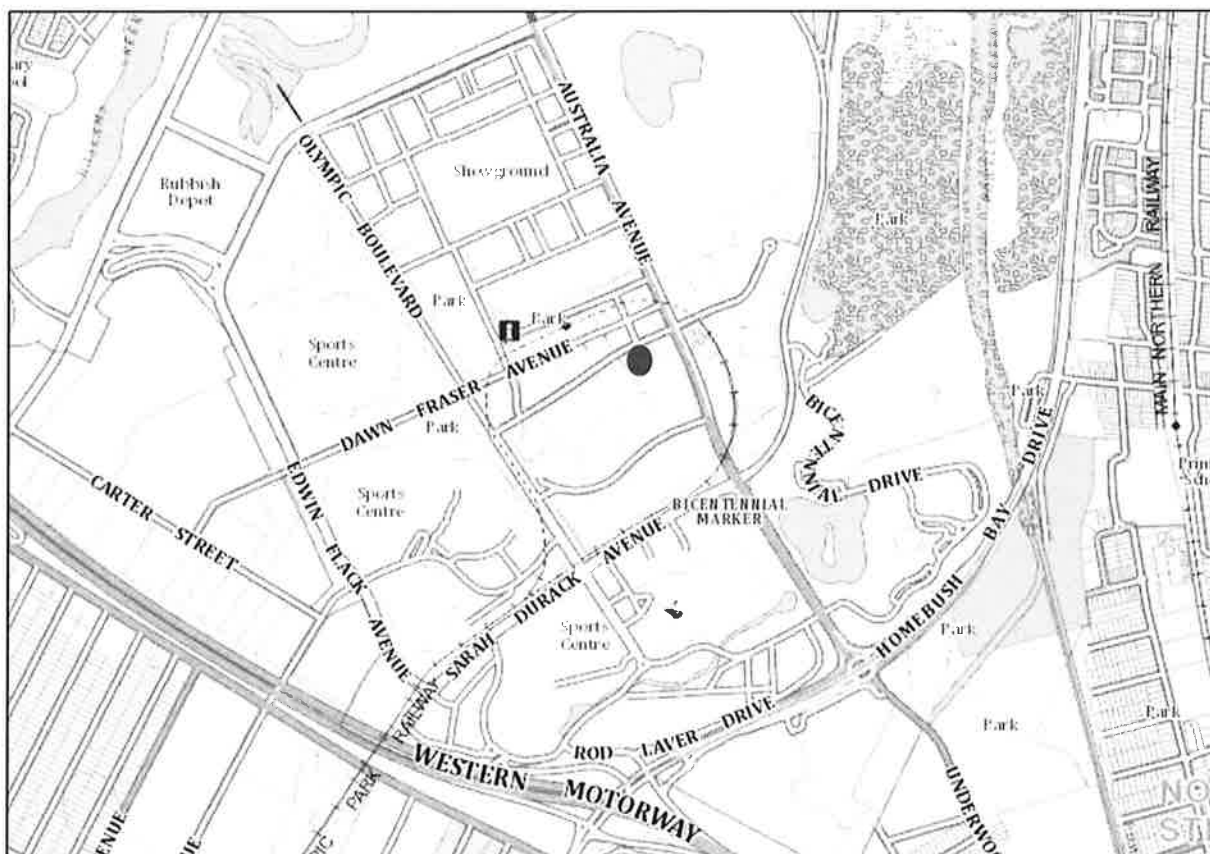 OLYMPIC BOULEVARD
AUSTRALIA AVENUE
Showground
Rubbish
Depot
Park
Park
Park
Sports
Centre
DAWN FRASER AVENUE
Park
MAIN NORTHERN RAILWAY
Park
BICENTENNIAL DRIVE
CARTER STREET
EDWIN FLACK AVENUE
Sports
Centre
BICENTENNIAL
MARKER
HOMEBUSH BAY DRIVE
SARAH DURACK AVENUE
Sports
Centre
Park
Park
Park
ROD LAVER DRIVE
WESTERN MOTORWAY
RAILWAY
PARK